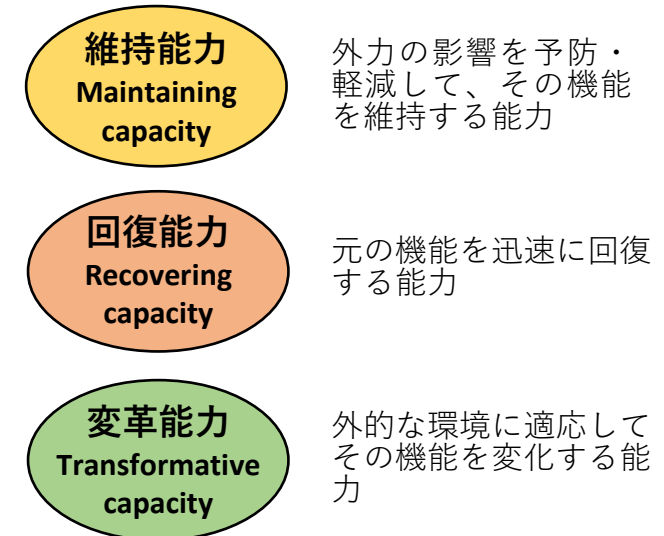 維持能力
Maintaining
capacity
外力の影響を予防・
軽減して、その機能
を維持する能力
回復能力
Recovering
capacity
元の機能を迅速に回復
する能力
変革能力
Transformative
capacity
外的な環境に適応して
その機能を変化する能
力